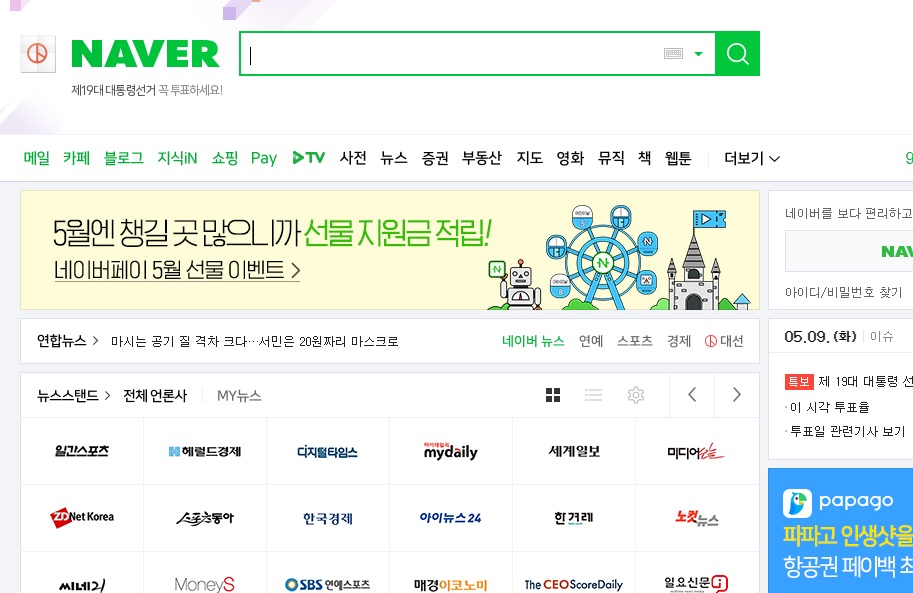 NAVER
제19대 대통령선거 꼭 투표하세요!
메일 카페 블로그 지식iN 쇼핑 Pay TV 사전 뉴스 증권 부동산 지도 영화 뮤직 책 웹툰 더보기
5월엔 챙길 곳 많으니까 선물 지원금 적립!
네이버페이 5월 선물 이벤트 >
N N N
네이버를 보다 편리하고
NAV
아이디/비밀번호 찾기
연합뉴스 > 마시는 공기 질 격차 크다…서민은 20원짜리 마스크로 네이버 뉴스 연예 스포츠 경제 대선
05.09. (화) 이슈
특보 제 19대 대통령 선
·이 시각 투표율
·투표일 관련기사 보기
뉴스스탠드 > 전체 언론사 MY뉴스
일간스포츠 헤럴드경제 디지털타임스 마이데일리 mydaily 세계일보 미디어
ZDNet Korea 스포츠동아 한국경제 아이뉴스24 한겨레 노컷뉴스
씨네21 MoneyS SBS 연예스포츠 매경이코노미 The CEOScoreDaily 일요신문
papago
파파고 인생샷을
항공권 페이백 최